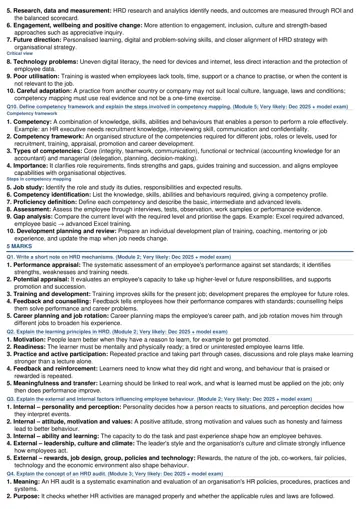 5. Research, data and measurement: HRD research and analytics identify needs, and outcomes are measured through ROI and
the balanced scorecard.
6. Engagement, wellbeing and positive change: More attention to engagement, inclusion, culture and strength-based
approaches such as appreciative inquiry.
7. Future direction: Personalised learning, digital and problem-solving skills, and closer alignment of HRD strategy with
organisational strategy.
Critical view
8. Technology problems: Uneven digital literacy, the need for devices and internet, less direct interaction and the protection of
employee data.
9. Poor utilisation: Training is wasted when employees lack tools, time, support or a chance to practise, or when the content is
not relevant to the job.
10. Careful adaptation: A practice from another country or company may not suit local culture, language, laws and conditions;
competency mapping must use real evidence and not be a one-time exercise.
Q10. Define competency framework and explain the steps involved in competency mapping. (Module 5; Very likely: Dec 2025 + model exam)
Competency framework
1. Competency: A combination of knowledge, skills, abilities and behaviours that enables a person to perform a role effectively.
Example: an HR executive needs recruitment knowledge, interviewing skill, communication and confidentiality.
2. Competency framework: An organised structure of the competencies required for different jobs, roles or levels, used for
recruitment, training, appraisal, promotion and career development.
3. Types of competencies: Core (integrity, teamwork, communication), functional or technical (accounting knowledge for an
accountant) and managerial (delegation, planning, decision-making).
4. Importance: It clarifies role requirements, finds strengths and gaps, guides training and succession, and aligns employee
capabilities with organisational objectives.
Steps in competency mapping
5. Job study: Identify the role and study its duties, responsibilities and expected results.
6. Competency identification: List the knowledge, skills, abilities and behaviours required, giving a competency profile.
7. Proficiency definition: Define each competency and describe the basic, intermediate and advanced levels.
8. Assessment: Assess the employee through interviews, tests, observation, work samples or performance evidence.
9. Gap analysis: Compare the current level with the required level and prioritise the gaps. Example: Excel required advanced,
employee basic → advanced Excel training.
10. Development planning and review: Prepare an individual development plan of training, coaching, mentoring or job
experience, and update the map when job needs change.
5 MARKS
Q1. Write a short note on HRD mechanisms. (Module 2; Very likely: Dec 2025 + model exam)
1. Performance appraisal: The systematic assessment of an employee's performance against set standards; it identifies
strengths, weaknesses and training needs.
2. Potential appraisal: It evaluates an employee's capacity to take up higher-level or future responsibilities, and supports
promotion and succession.
3. Training and development: Training improves skills for the present job; development prepares the employee for future roles.
4. Feedback and counselling: Feedback tells employees how their performance compares with standards; counselling helps
them solve performance and career problems.
5. Career planning and job rotation: Career planning maps the employee's career path, and job rotation moves him through
different jobs to broaden his experience.
Q2. Explain the learning principles in HRD. (Module 2; Very likely: Dec 2025 + model exam)
1. Motivation: People learn better when they have a reason to learn, for example to get promoted.
2. Readiness: The learner must be mentally and physically ready; a tired or uninterested employee learns little.
3. Practice and active participation: Repeated practice and taking part through cases, discussions and role plays make learning
stronger than a lecture alone.
4. Feedback and reinforcement: Learners need to know what they did right and wrong, and behaviour that is praised or
rewarded is repeated.
5. Meaningfulness and transfer: Learning should be linked to real work, and what is learned must be applied on the job; only
then does performance improve.
Q3. Explain the external and internal factors influencing employee behaviour. (Module 2; Very likely: Dec 2025 + model exam)
1. Internal – personality and perception: Personality decides how a person reacts to situations, and perception decides how
they interpret events.
2. Internal – attitude, motivation and values: A positive attitude, strong motivation and values such as honesty and fairness
lead to better behaviour.
3. Internal – ability and learning: The capacity to do the task and past experience shape how an employee behaves.
4. External – leadership, culture and climate: The leader's style and the organisation's culture and climate strongly influence
how employees act.
5. External – rewards, job design, group, policies and technology: Rewards, the nature of the job, co-workers, fair policies,
technology and the economic environment also shape behaviour.
Q4. Explain the concept of an HRD audit. (Module 3; Very likely: Dec 2025 + model exam)
1. Meaning: An HR audit is a systematic examination and evaluation of an organisation's HR policies, procedures, practices and
systems.
2. Purpose: It checks whether HR activities are managed properly and whether the applicable rules and laws are followed.